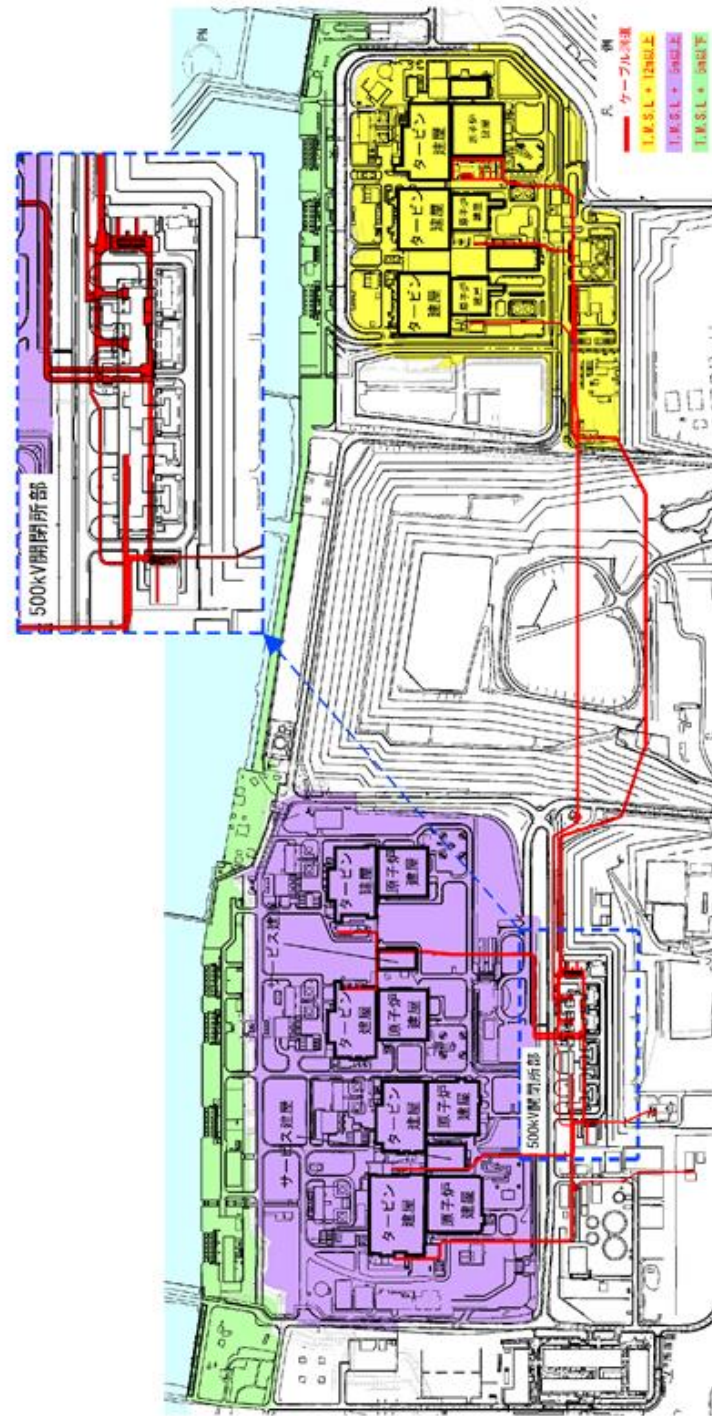 PN
500kV開閉所部
凡 例
ケーブル洞道
T.M.S.L + 12m以上
T.M.S.L + 5m以上
T.M.S.L + 5m以下
タービン
建屋
原子炉
建屋
タービン
建屋
原子炉
建屋
タービン
建屋
原子炉
建屋
タービン
建屋
原子炉
建屋
サービス建屋
タービン
建屋
原子炉
建屋
サービス建屋
タービン
建屋
原子炉
建屋
タービン
建屋
原子炉
建屋
500kV開閉所部